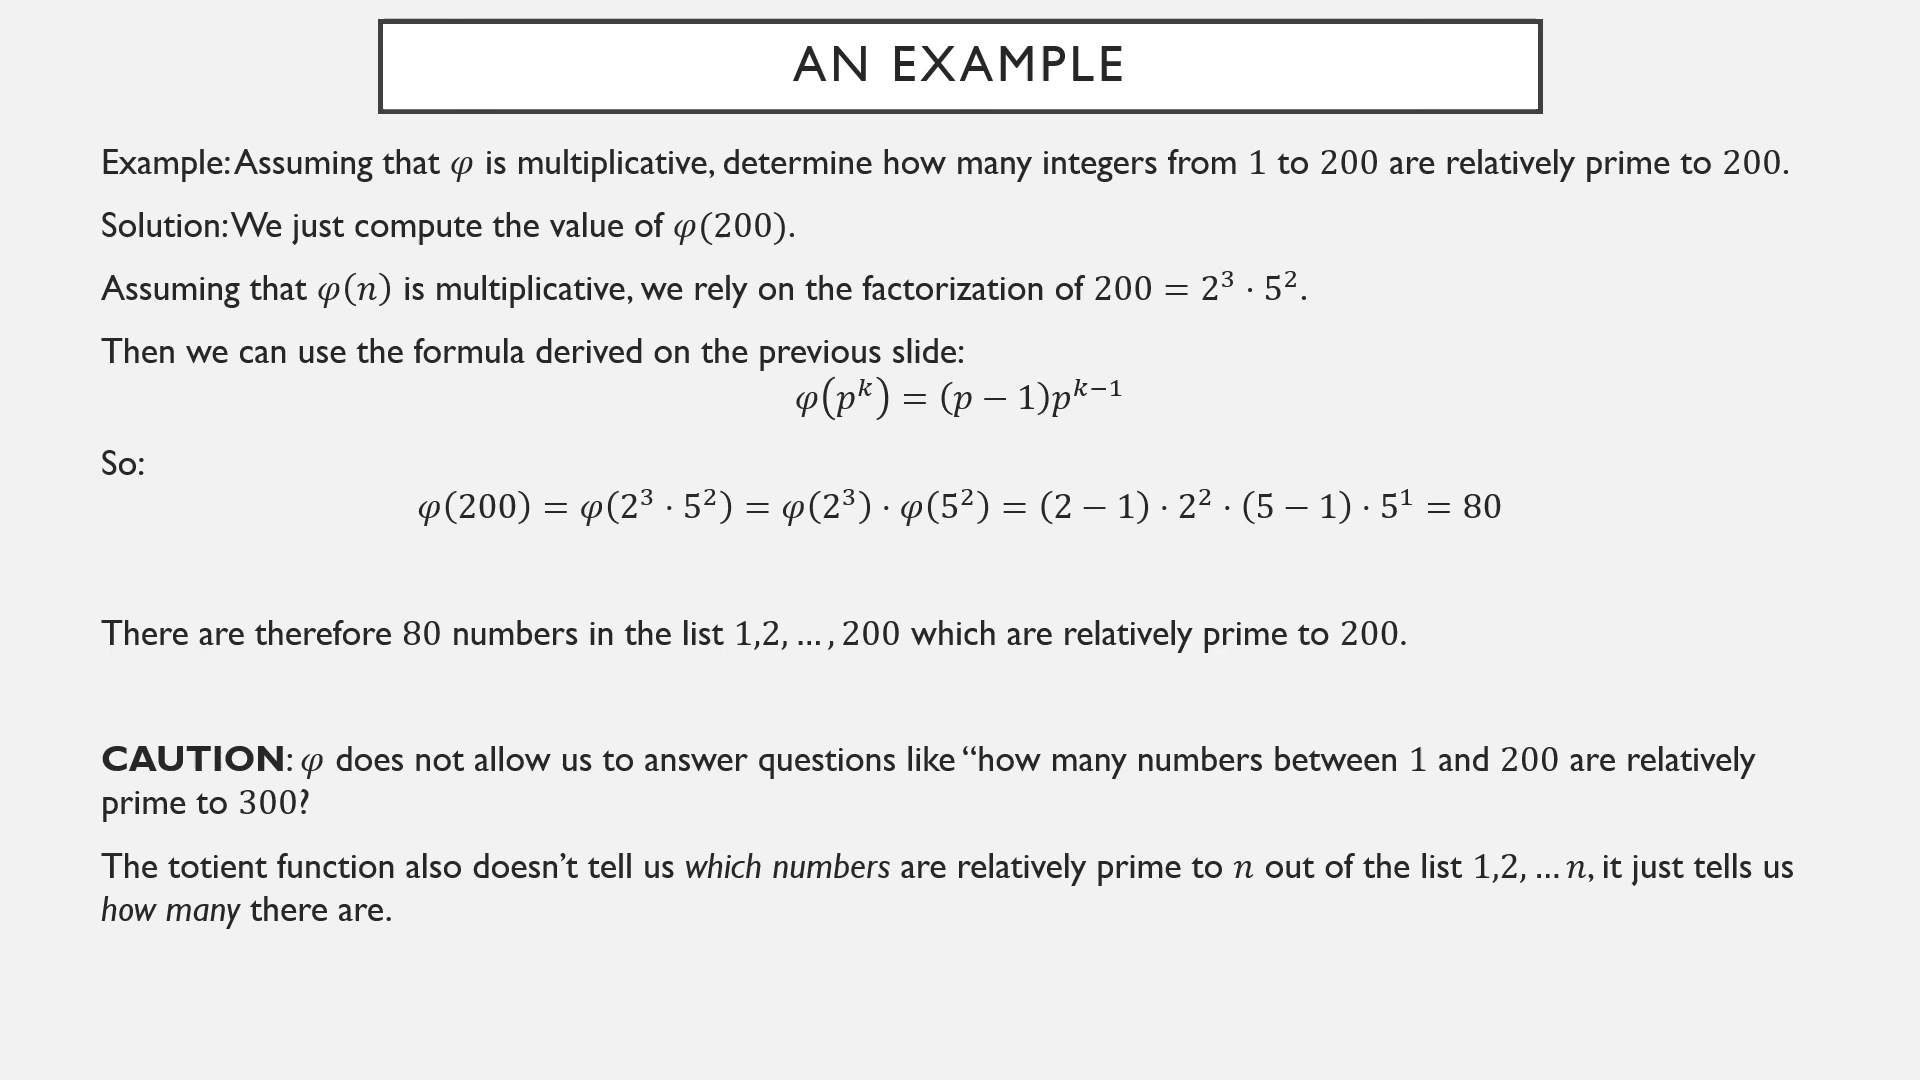 AN EXAMPLE
Example: Assuming that φ is multiplicative, determine how many integers from 1 to 200 are relatively prime to 200.
Solution: We just compute the value of φ(200).
Assuming that φ(n) is multiplicative, we rely on the factorization of 200 = 2³ · 5².
Then we can use the formula derived on the previous slide:
φ(pᵏ) = (p − 1)pᵏ⁻¹
So:
φ(200) = φ(2³ · 5²) = φ(2³) · φ(5²) = (2 − 1) · 2² · (5 − 1) · 5¹ = 80
There are therefore 80 numbers in the list 1,2, … , 200 which are relatively prime to 200.
CAUTION: φ does not allow us to answer questions like “how many numbers between 1 and 200 are relatively
prime to 300?
The totient function also doesn’t tell us which numbers are relatively prime to n out of the list 1,2, … n, it just tells us
how many there are.